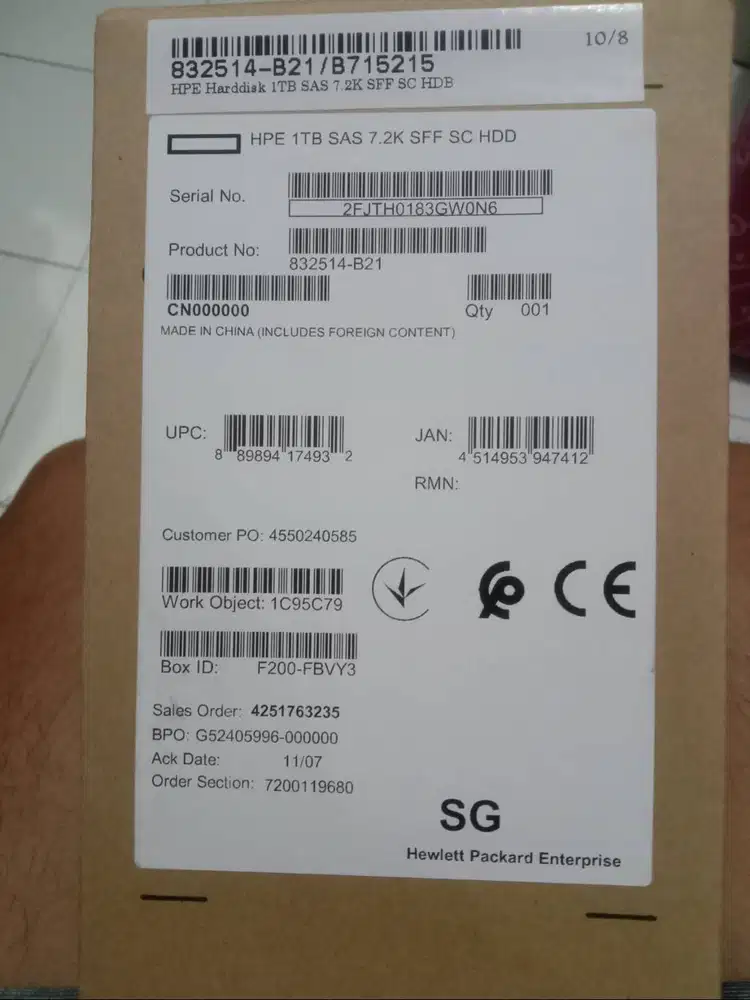 10/8
832514-B21/B715215
HPE Harddisk 1TB SAS 7.2K SFF SC HDB
HPE 1TB SAS 7.2K SFF SC HDD
Serial No.
2FJTH0183GW0N6
Product No:
832514-B21
CN000000
Qty 001
MADE IN CHINA (INCLUDES FOREIGN CONTENT)
UPC: 8 89894 17493 2
JAN: 4 514953 947412
RMN:
Customer PO: 4550240585
Work Object: 1C95C79
CE
Box ID: F200-FBVY3
Sales Order: 4251763235
BPO: G52405996-000000
Ack Date: 11/07
Order Section: 7200119680
SG
Hewlett Packard Enterprise